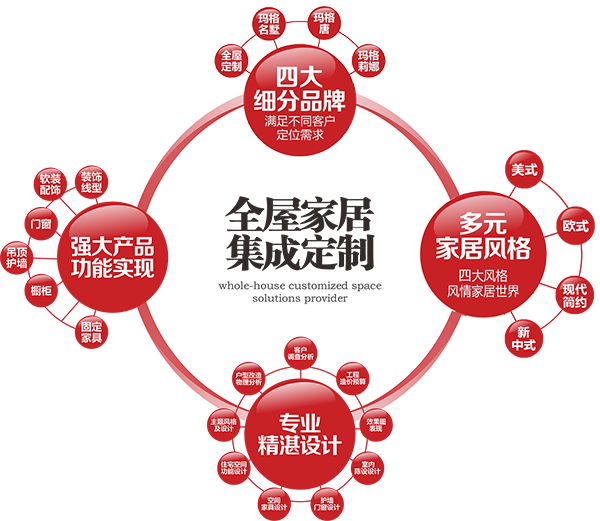 全屋
定制
玛格
名墅
玛格
唐
玛格
莉娜
四大
细分品牌
满足不同客户
定位需求
美式
欧式
现代
简约
新
中式
多元
家居风格
四大风格
风情家居世界
软装
配饰
装饰
线型
门窗
吊顶
护墙
橱柜
固定
家具
强大产品
功能实现
全屋家居
集成定制
whole-house customized space
solutions provider
客户
调查分析
户型改造
物理分析
工程
造价预算
主题风格
及设计
效果图
表现
住宅空间
功能设计
室内
陈设设计
空间
家具设计
护墙
门窗设计
专业
精湛设计